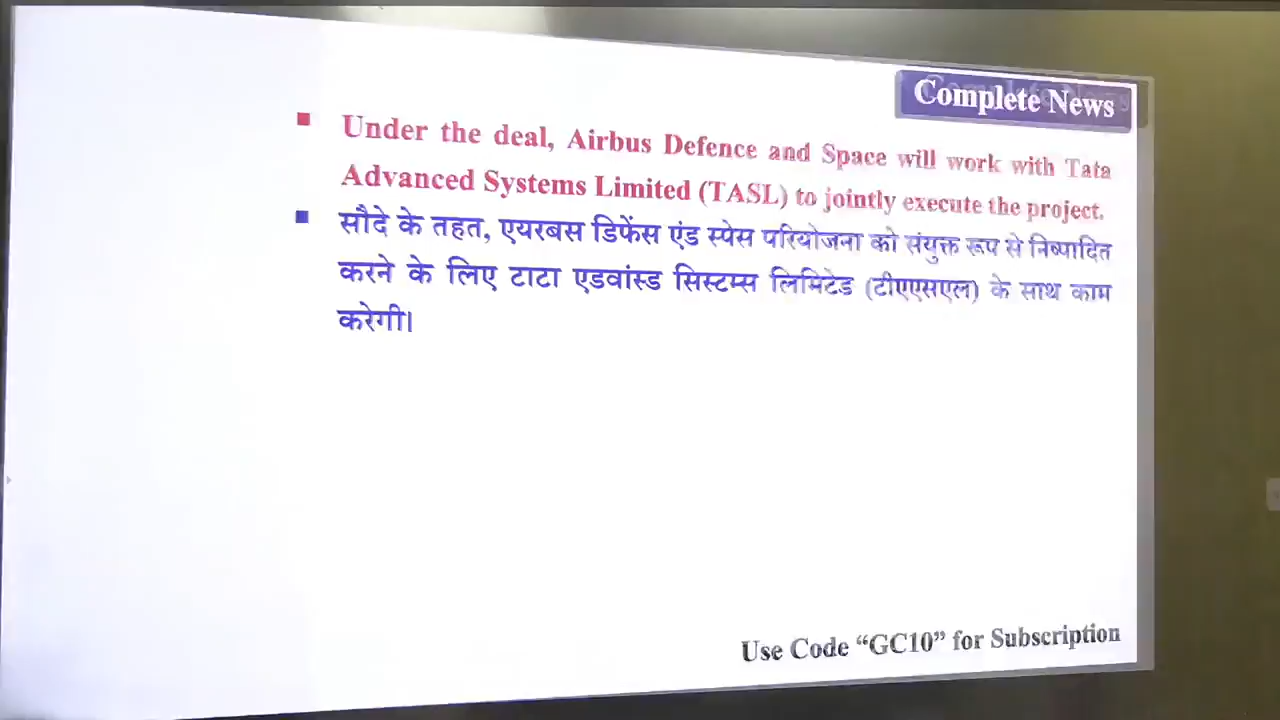 Complete News
Under the deal, Airbus Defence and Space will work with Tata
Advanced Systems Limited (TASL) to jointly execute the project.
सौदे के तहत, एयरबस डिफेंस एंड स्पेस परियोजना को संयुक्त रूप से निष्पादित
करने के लिए टाटा एडवांस्ड सिस्टम्स लिमिटेड (टीएएसएल) के साथ काम
करेगी।
Use Code “GC10” for Subscription